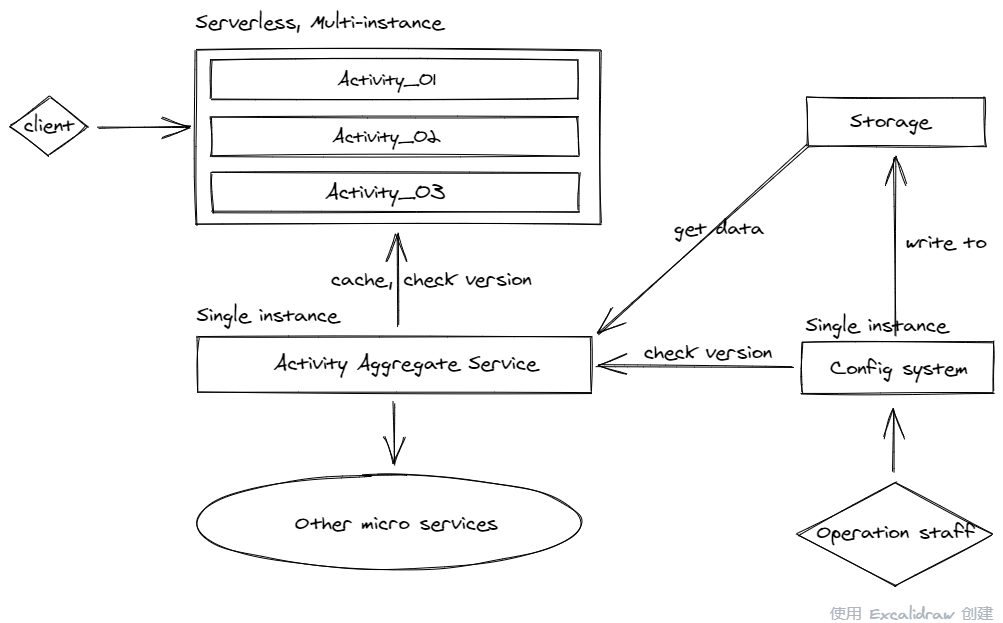 Serverless, Multi-instance
Activity_01
client
Activity_02
Storage
Activity_03
get data
write to
cache, check version
Single instance
Single instance
check version
Activity Aggregate Service
Config system
Other micro services
Operation staff
使用 Excalidraw 创建